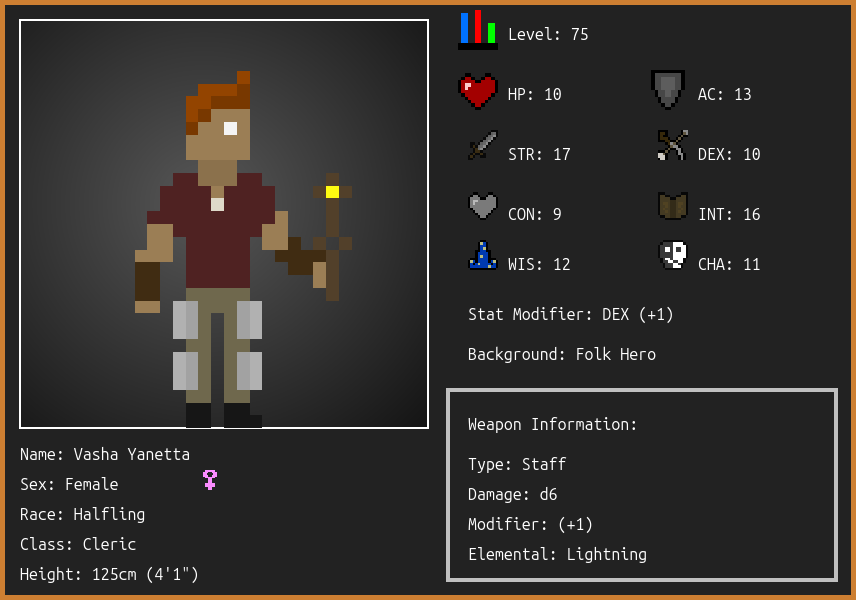 Level: 75
HP: 10
AC: 13
STR: 17
DEX: 10
CON: 9
INT: 16
WIS: 12
CHA: 11
Stat Modifier: DEX (+1)
Background: Folk Hero
Weapon Information:
Type: Staff
Damage: d6
Modifier: (+1)
Elemental: Lightning
Name: Vasha Yanetta
Sex: Female
Race: Halfling
Class: Cleric
Height: 125cm (4'1")